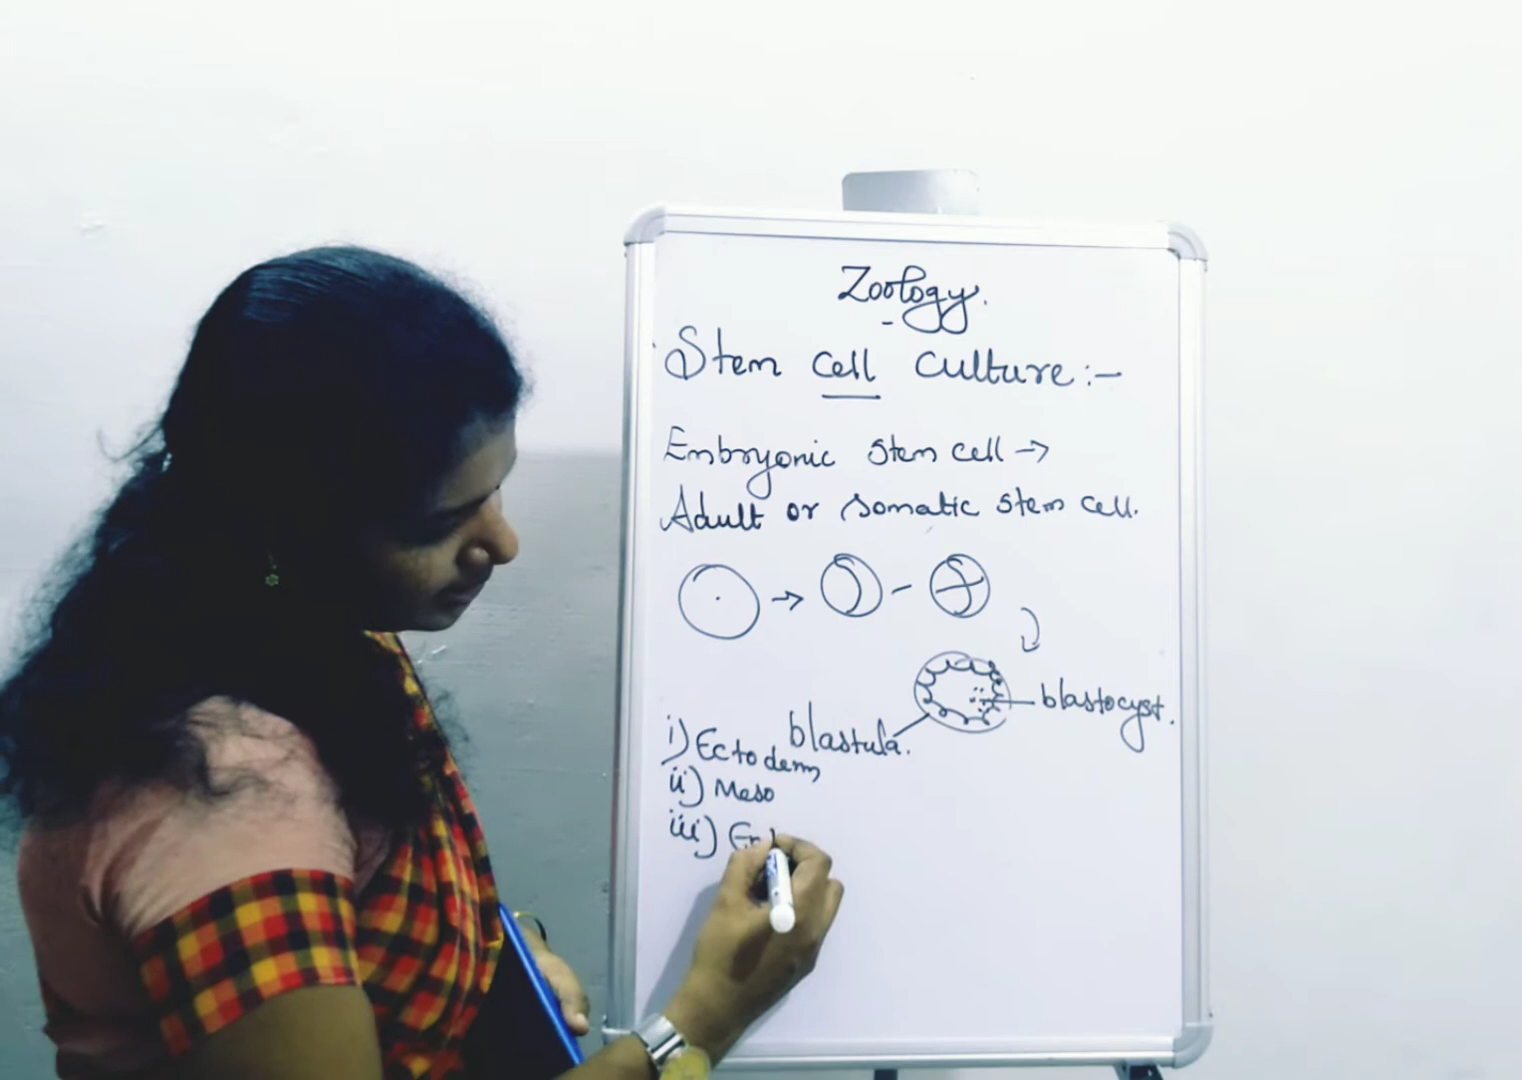 Zoology.
Stem cell culture:-
Embryonic stem cell →
Adult or somatic stem cell.
blastocyst.
blastula.
i) Ectoderm
ii) Meso
iii)